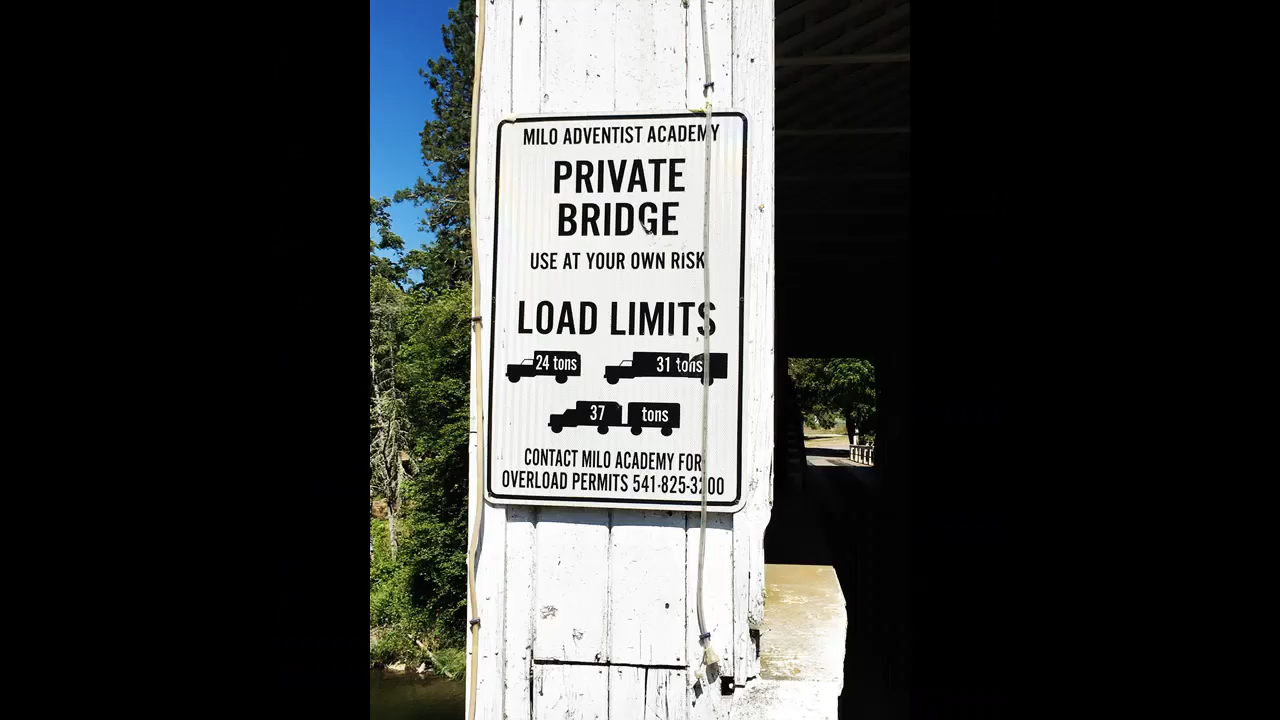 MILO ADVENTIST ACADEMY
PRIVATE
BRIDGE
USE AT YOUR OWN RISK
LOAD LIMITS
24 tons 31 tons
37 tons
CONTACT MILO ACADEMY FOR
OVERLOAD PERMITS 541-825-3200